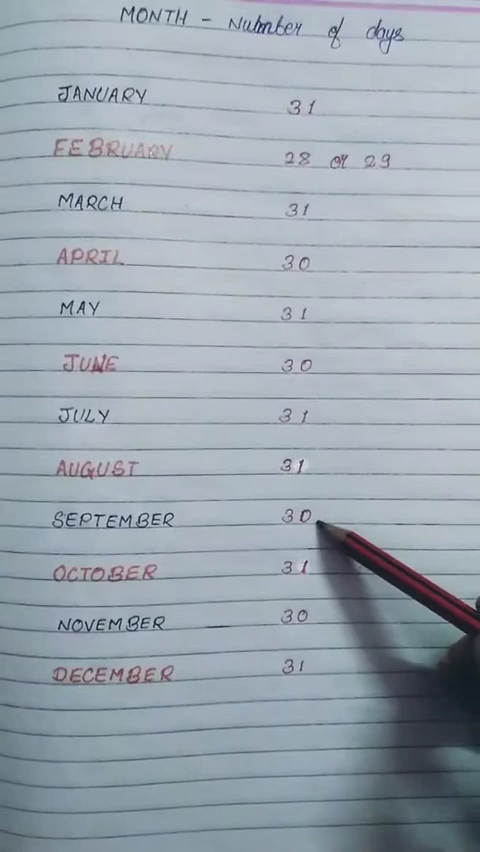 MONTH - Number of days
JANUARY 31
FEBRUARY 28 or 29
MARCH 31
APRIL 30
MAY 31
JUNE 30
JULY 31
AUGUST 31
SEPTEMBER 30
OCTOBER 31
NOVEMBER 30
DECEMBER 31